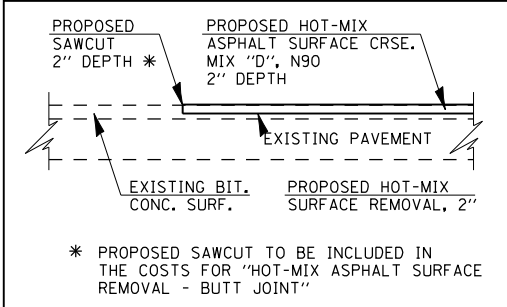 PROPOSED
SAWCUT
2" DEPTH *
PROPOSED HOT-MIX
ASPHALT SURFACE CRSE.
MIX "D", N90
2" DEPTH
EXISTING PAVEMENT
EXISTING BIT.
CONC. SURF.
PROPOSED HOT-MIX
SURFACE REMOVAL, 2"
* PROPOSED SAWCUT TO BE INCLUDED IN
THE COSTS FOR "HOT-MIX ASPHALT SURFACE
REMOVAL - BUTT JOINT"